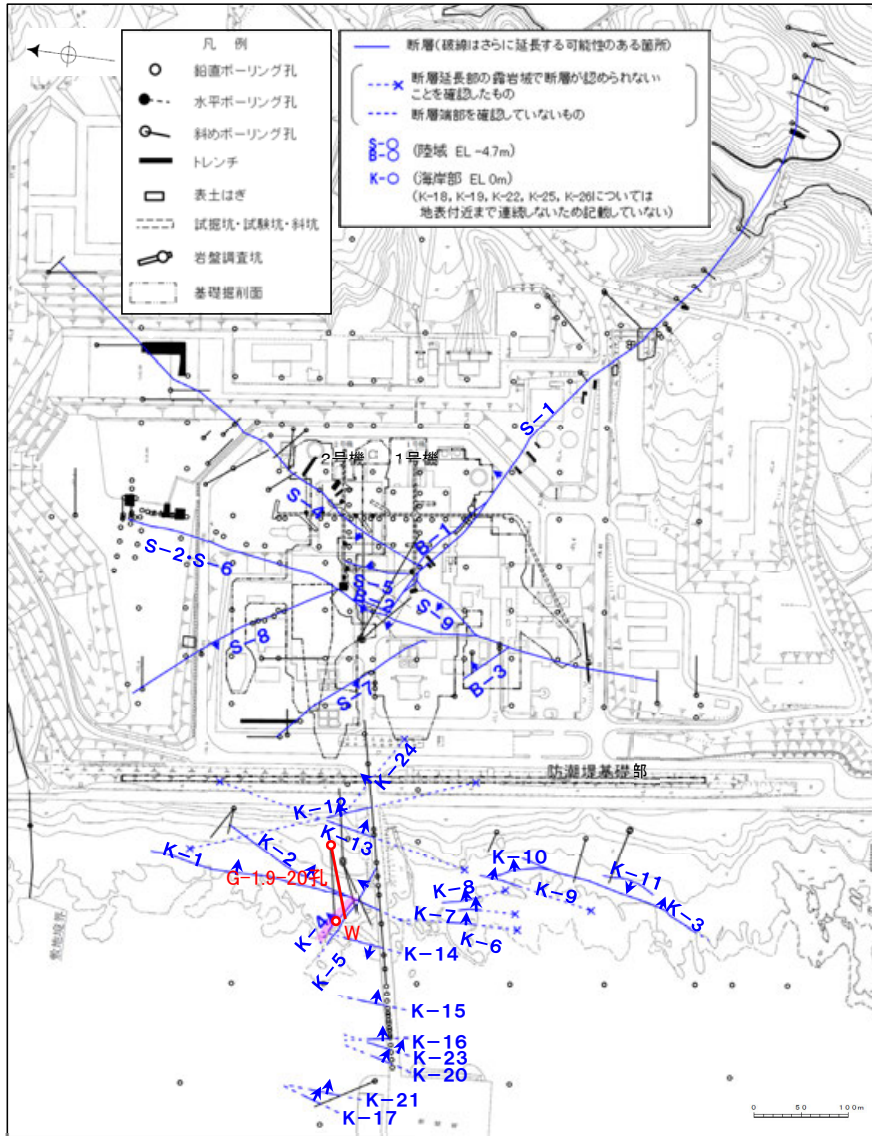 凡 例
鉛直ボーリング孔
水平ボーリング孔
斜めボーリング孔
トレンチ
表土はぎ
試掘坑・試験坑・斜坑
岩盤調査坑
基礎掘削面
断層(破線はさらに延長する可能性のある箇所)
断層延長部の露岩域で断層が認められない
ことを確認したもの
断層端部を確認していないもの
S-○
B-○ (陸域 EL -4.7m)
K-○ (海岸部 EL 0m)
(K-18, K-19, K-22, K-25, K-26については
地表付近まで連続しないため記載していない)
S-1
2号機
1号機
S-4
B-1
S-2・S-6
S-5
B-2
S-9
S-8
S-7
B-3
K-24
防潮堤基礎部
K-12
K-13
K-1
K-2
K-10
K-11
G-1.9-20孔
K-8
K-9
K-3
K-4
K-7
K-6
W
K-5
K-14
K-15
K-16
K-23
K-20
K-21
K-17
敷地境界
0 50 100m